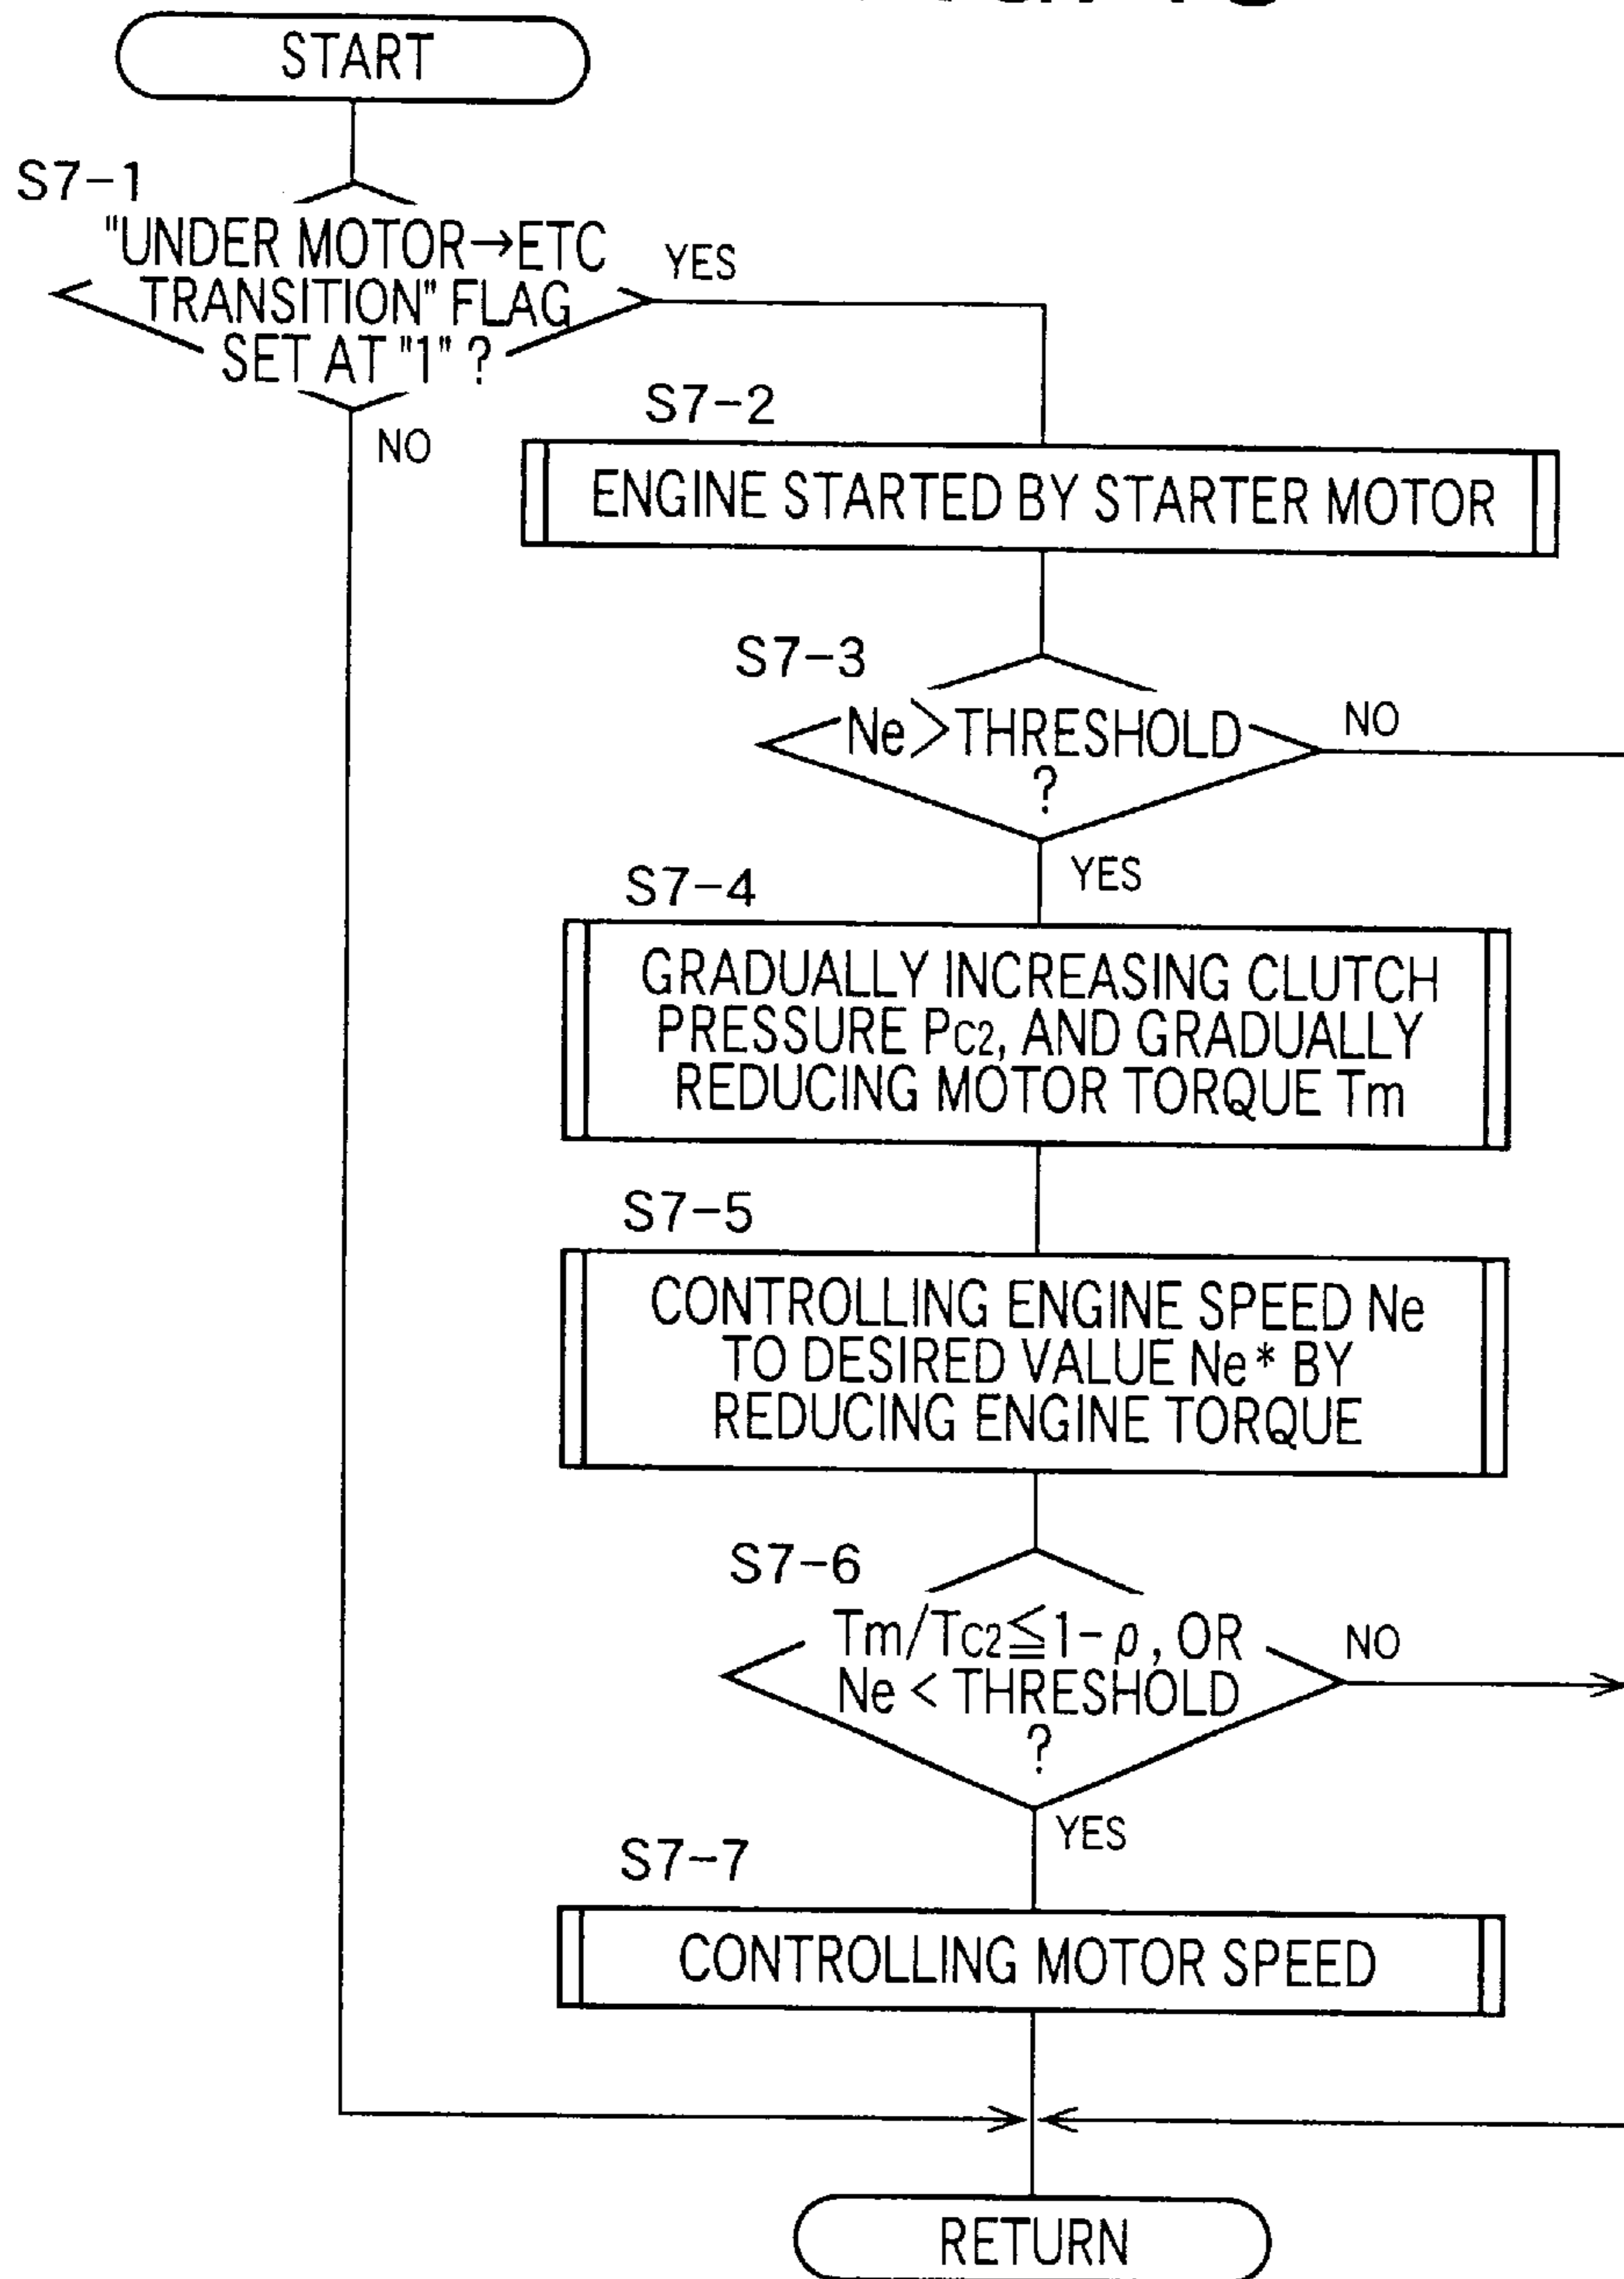 START
S7-1
"UNDER MOTOR→ETC
TRANSITION" FLAG
SET AT "1" ?
YES
NO
S7-2
ENGINE STARTED BY STARTER MOTOR
S7-3
Ne>THRESHOLD
?
NO
YES
S7-4
GRADUALLY INCREASING CLUTCH
PRESSURE PC2, AND GRADUALLY
REDUCING MOTOR TORQUE Tm
S7-5
CONTROLLING ENGINE SPEED Ne
TO DESIRED VALUE Ne* BY
REDUCING ENGINE TORQUE
S7-6
Tm/TC2≦1-ρ, OR
Ne < THRESHOLD
?
NO
YES
S7-7
CONTROLLING MOTOR SPEED
RETURN